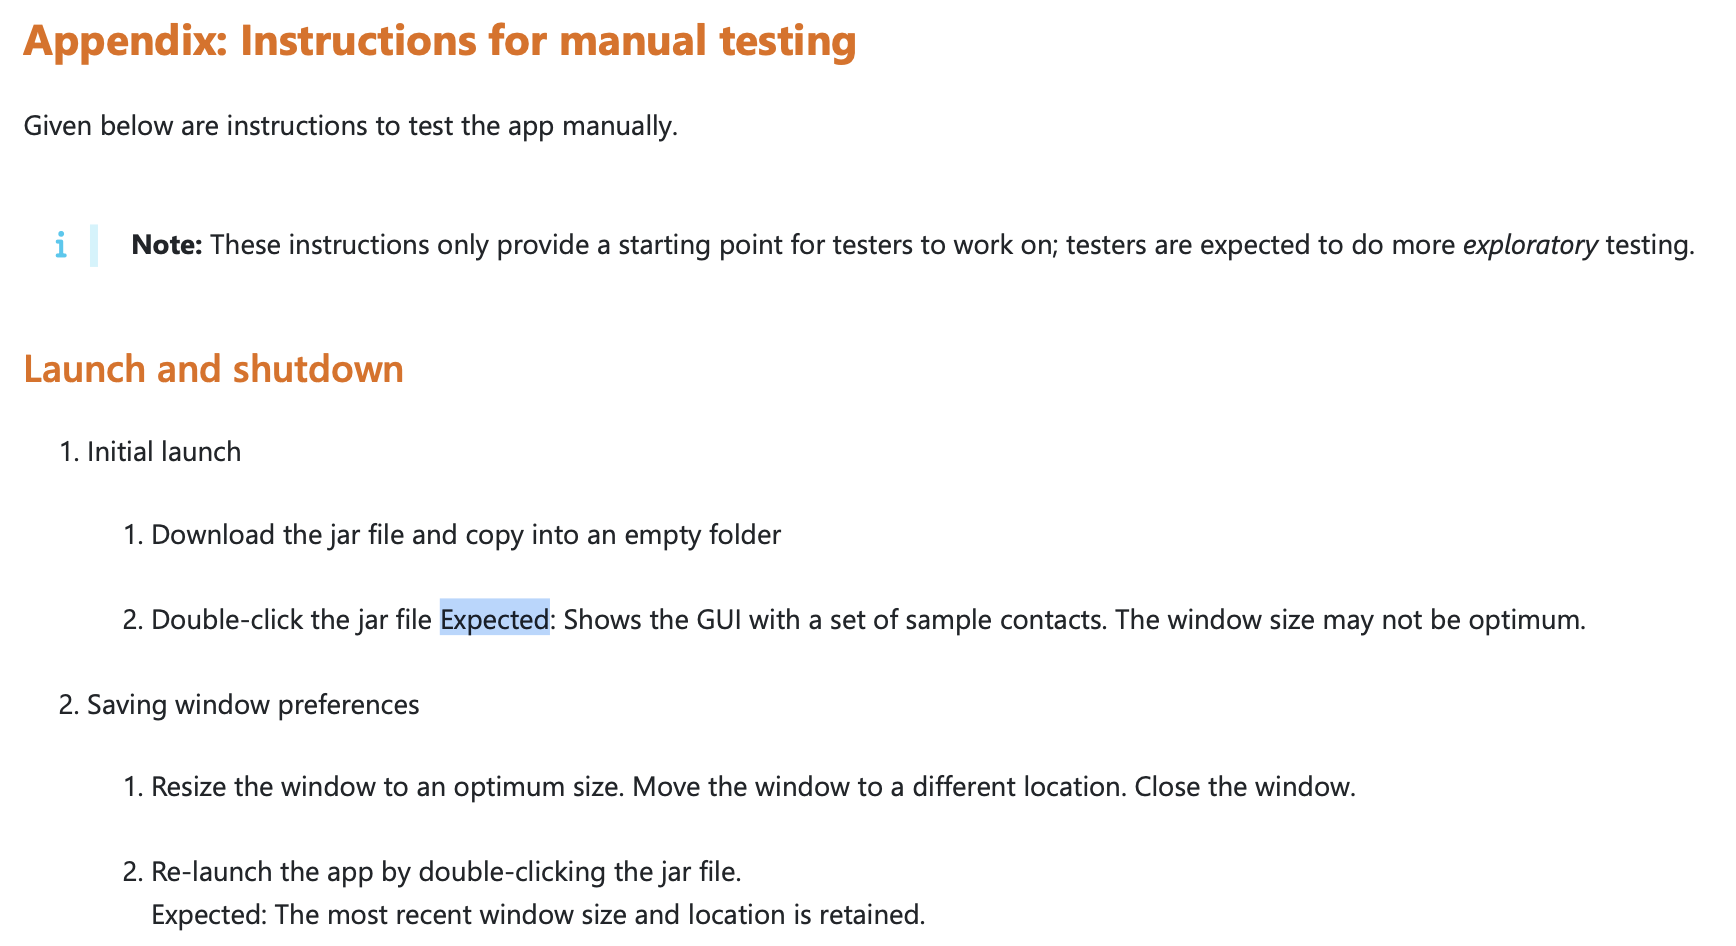 Appendix: Instructions for manual testing
Given below are instructions to test the app manually.
Note: These instructions only provide a starting point for testers to work on; testers are expected to do more exploratory testing.
Launch and shutdown
1. Initial launch
1. Download the jar file and copy into an empty folder
2. Double-click the jar file Expected: Shows the GUI with a set of sample contacts. The window size may not be optimum.
2. Saving window preferences
1. Resize the window to an optimum size. Move the window to a different location. Close the window.
2. Re-launch the app by double-clicking the jar file.
Expected: The most recent window size and location is retained.